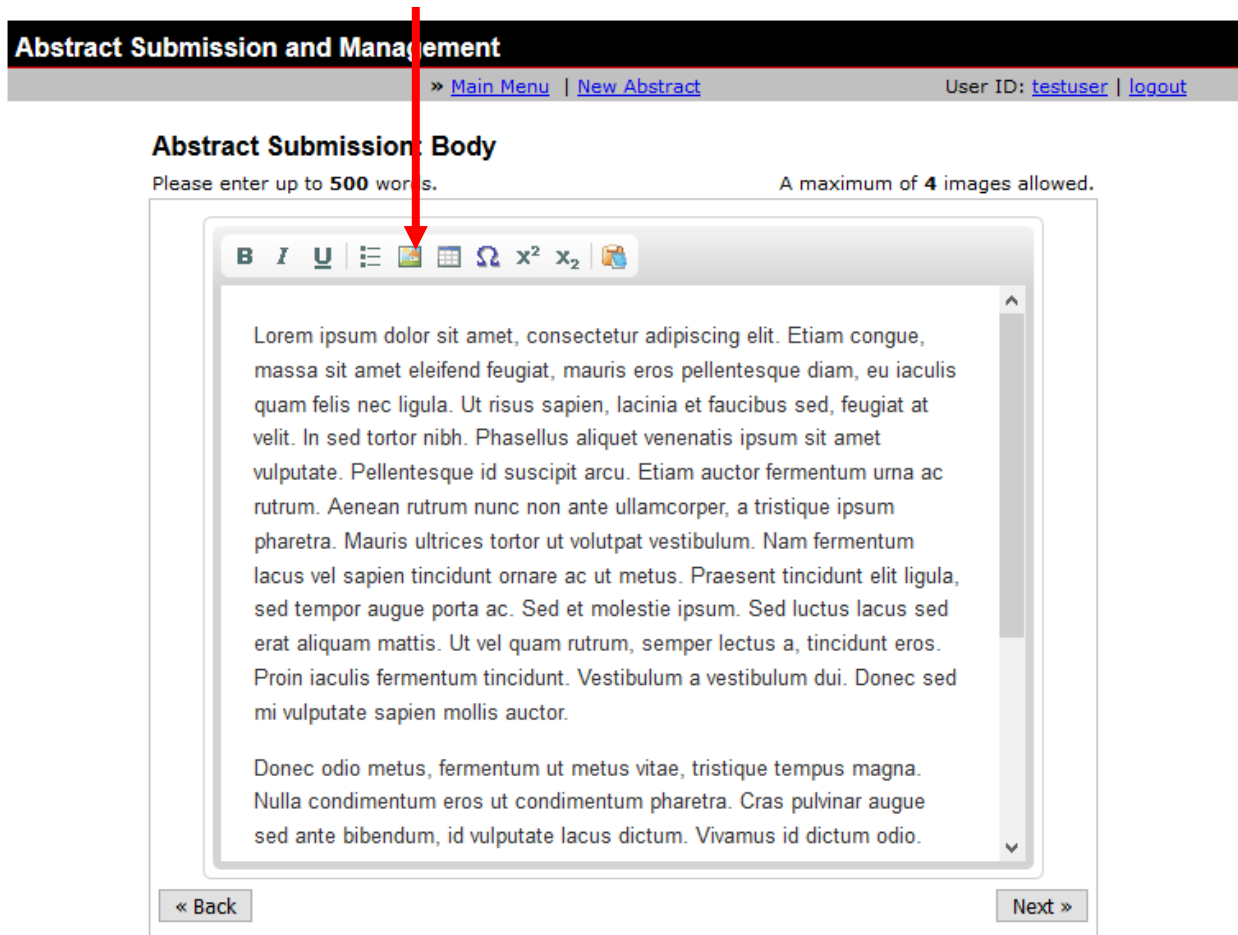 Abstract Submission and Management
» Main Menu | New Abstract User ID: testuser | logout
Abstract Submission: Body
Please enter up to 500 words. A maximum of 4 images allowed.
B I U Ω x² x₂
Lorem ipsum dolor sit amet, consectetur adipiscing elit. Etiam congue,
massa sit amet eleifend feugiat, mauris eros pellentesque diam, eu iaculis
quam felis nec ligula. Ut risus sapien, lacinia et faucibus sed, feugiat at
velit. In sed tortor nibh. Phasellus aliquet venenatis ipsum sit amet
vulputate. Pellentesque id suscipit arcu. Etiam auctor fermentum urna ac
rutrum. Aenean rutrum nunc non ante ullamcorper, a tristique ipsum
pharetra. Mauris ultrices tortor ut volutpat vestibulum. Nam fermentum
lacus vel sapien tincidunt ornare ac ut metus. Praesent tincidunt elit ligula,
sed tempor augue porta ac. Sed et molestie ipsum. Sed luctus lacus sed
erat aliquam mattis. Ut vel quam rutrum, semper lectus a, tincidunt eros.
Proin iaculis fermentum tincidunt. Vestibulum a vestibulum dui. Donec sed
mi vulputate sapien mollis auctor.
Donec odio metus, fermentum ut metus vitae, tristique tempus magna.
Nulla condimentum eros ut condimentum pharetra. Cras pulvinar augue
sed ante bibendum, id vulputate lacus dictum. Vivamus id dictum odio.
« Back Next »